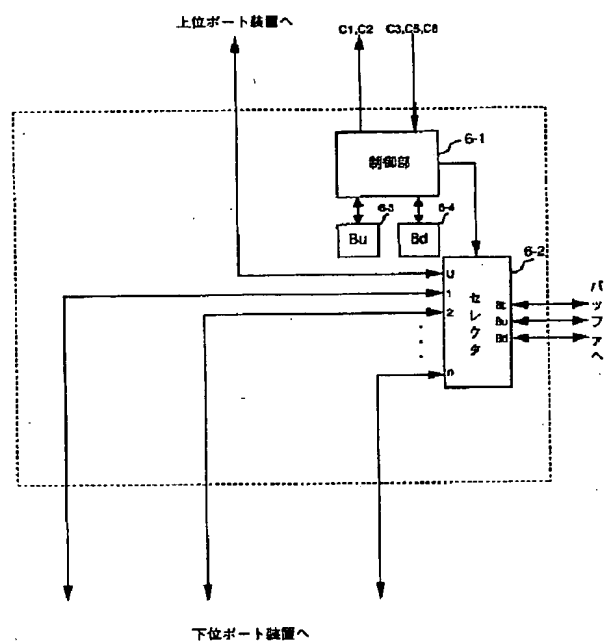 上位ポート装置へ
C1,C2
C3,C5,C6
6-1
制御部
6-3
6-4
Bu
Bd
6-2
U
1
2
n
セレクタ
Bt
Bu
Bd
バッファへ
下位ポート装置へ